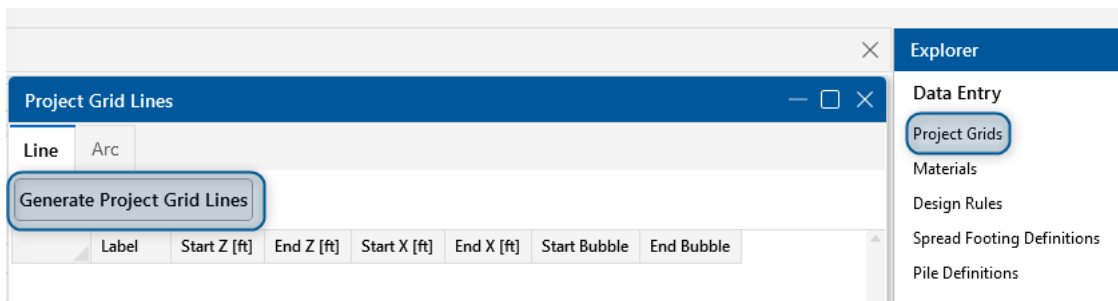 Explorer
Project Grid Lines
Data Entry
Line Arc
Project Grids
Materials
Generate Project Grid Lines
Design Rules
Label Start Z [ft] End Z [ft] Start X [ft] End X [ft] Start Bubble End Bubble
Spread Footing Definitions
Pile Definitions